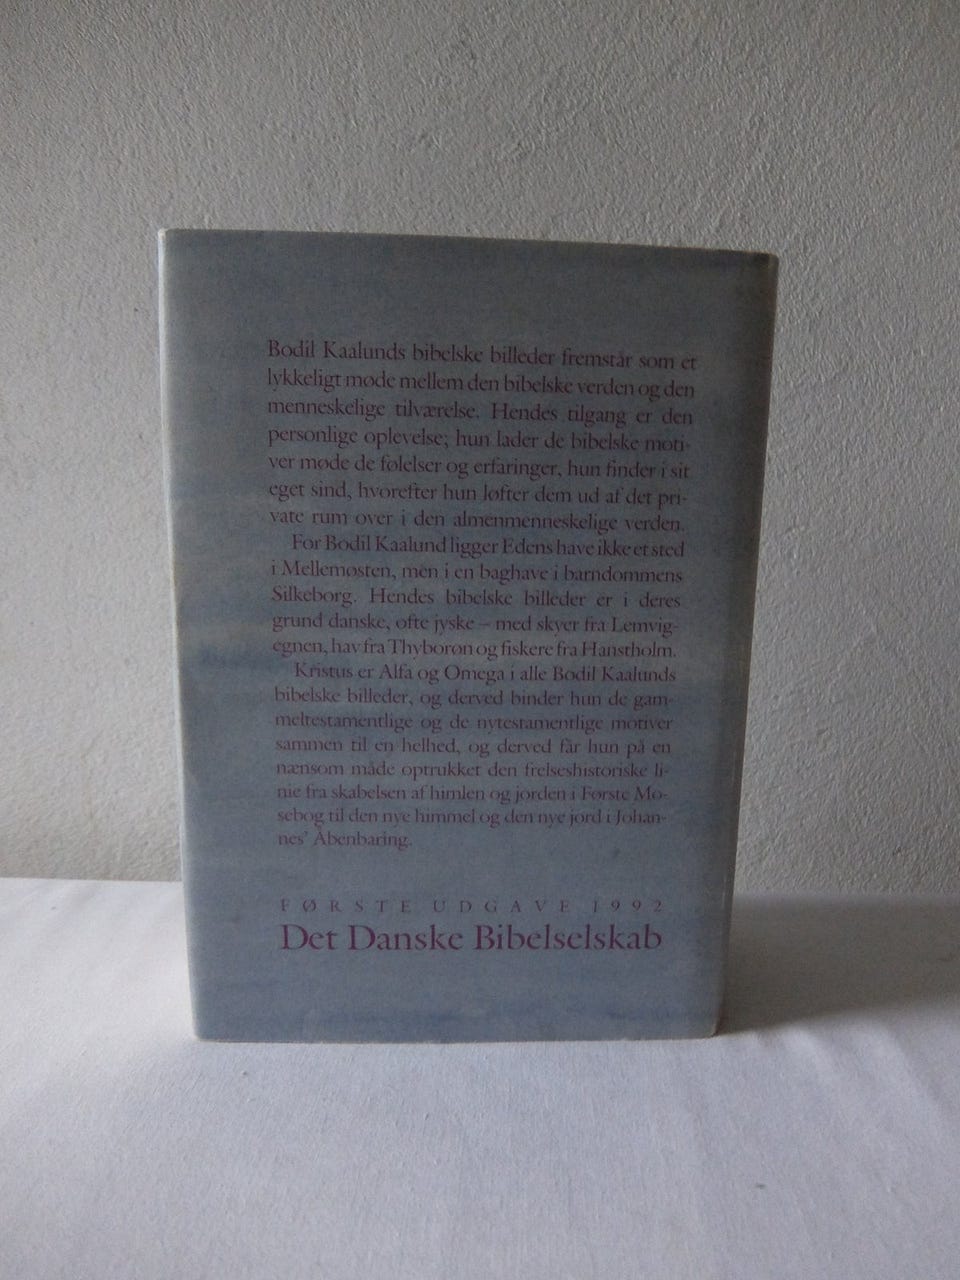 Bodil Kaalunds bibelske billeder fremstår som et
lykkeligt møde mellem den bibelske verden og den
menneskelige tilværelse. Hendes tilgang er den
personlige oplevelse; hun lader de bibelske moti-
ver møde de følelser og erfaringer, hun finder i sit
eget sind, hvorefter hun løfter dem ud af det pri-
vate rum over i den almenmenneskelige verden.
For Bodil Kaalund ligger Edens have ikke et sted
i Mellemøsten, men i en baghave i barndommens
Silkeborg. Hendes bibelske billeder er i deres
grund danske, ofte jyske – med skyer fra Lemvig-
egnen, hav fra Thyborøn og fiskere fra Hanstholm.
Kristus er Alfa og Omega i alle Bodil Kaalunds
bibelske billeder, og derved binder hun de gam-
meltestamentlige og de nytestamentlige motiver
sammen til en helhed, og derved får hun på en
nænsom måde optrukket den frelseshistoriske li-
nie fra skabelsen af himlen og jorden i Første Mo-
sebog til den nye himmel og den nye jord i Johan-
nes' Åbenbaring.
FØRSTE UDGAVE 1992
Det Danske Bibelselskab